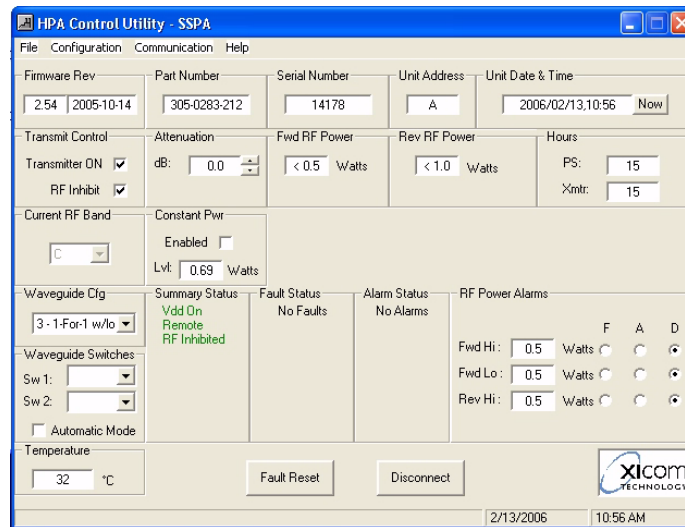 HPA Control Utility - SSPA
File Configuration Communication Help
Firmware Rev Part Number Serial Number Unit Address Unit Date & Time
2.54 2005-10-14 305-0283-212 14178 A 2006/02/13,10:56 Now
Transmit Control Attenuation Fwd RF Power Rev RF Power Hours
Transmitter ON dB: 0.0 < 0.5 Watts < 1.0 Watts PS: 15
RF Inhibit Xmtr: 15
Current RF Band Constant Pwr
C Enabled
Lvl: 0.69 Watts
Waveguide Cfg Summary Status Fault Status Alarm Status RF Power Alarms
3 - 1-For-1 w/lo Vdd On No Faults No Alarms
Remote
RF Inhibited
F A D
Waveguide Switches Fwd Hi: 0.5 Watts
Sw 1: Fwd Lo: 0.5 Watts
Sw 2: Rev Hi: 0.5 Watts
Automatic Mode
Temperature
32 °C Fault Reset Disconnect XICOM
TECHNOLOGY
2/13/2006 10:56 AM